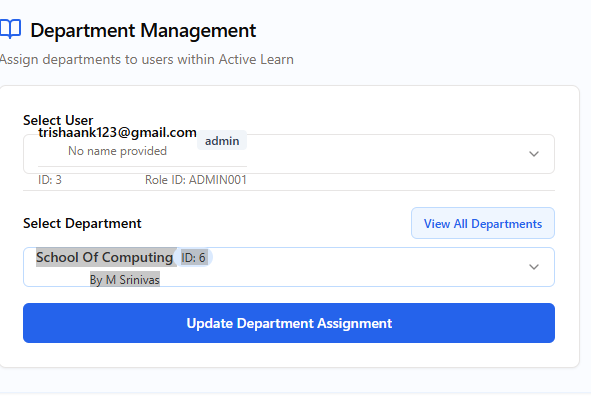 Department Management
Assign departments to users within Active Learn
Select User
trishaank123@gmail.com admin
No name provided
ID: 3 Role ID: ADMIN001
Select Department View All Departments
School Of Computing ID: 6
By M Srinivas
Update Department Assignment